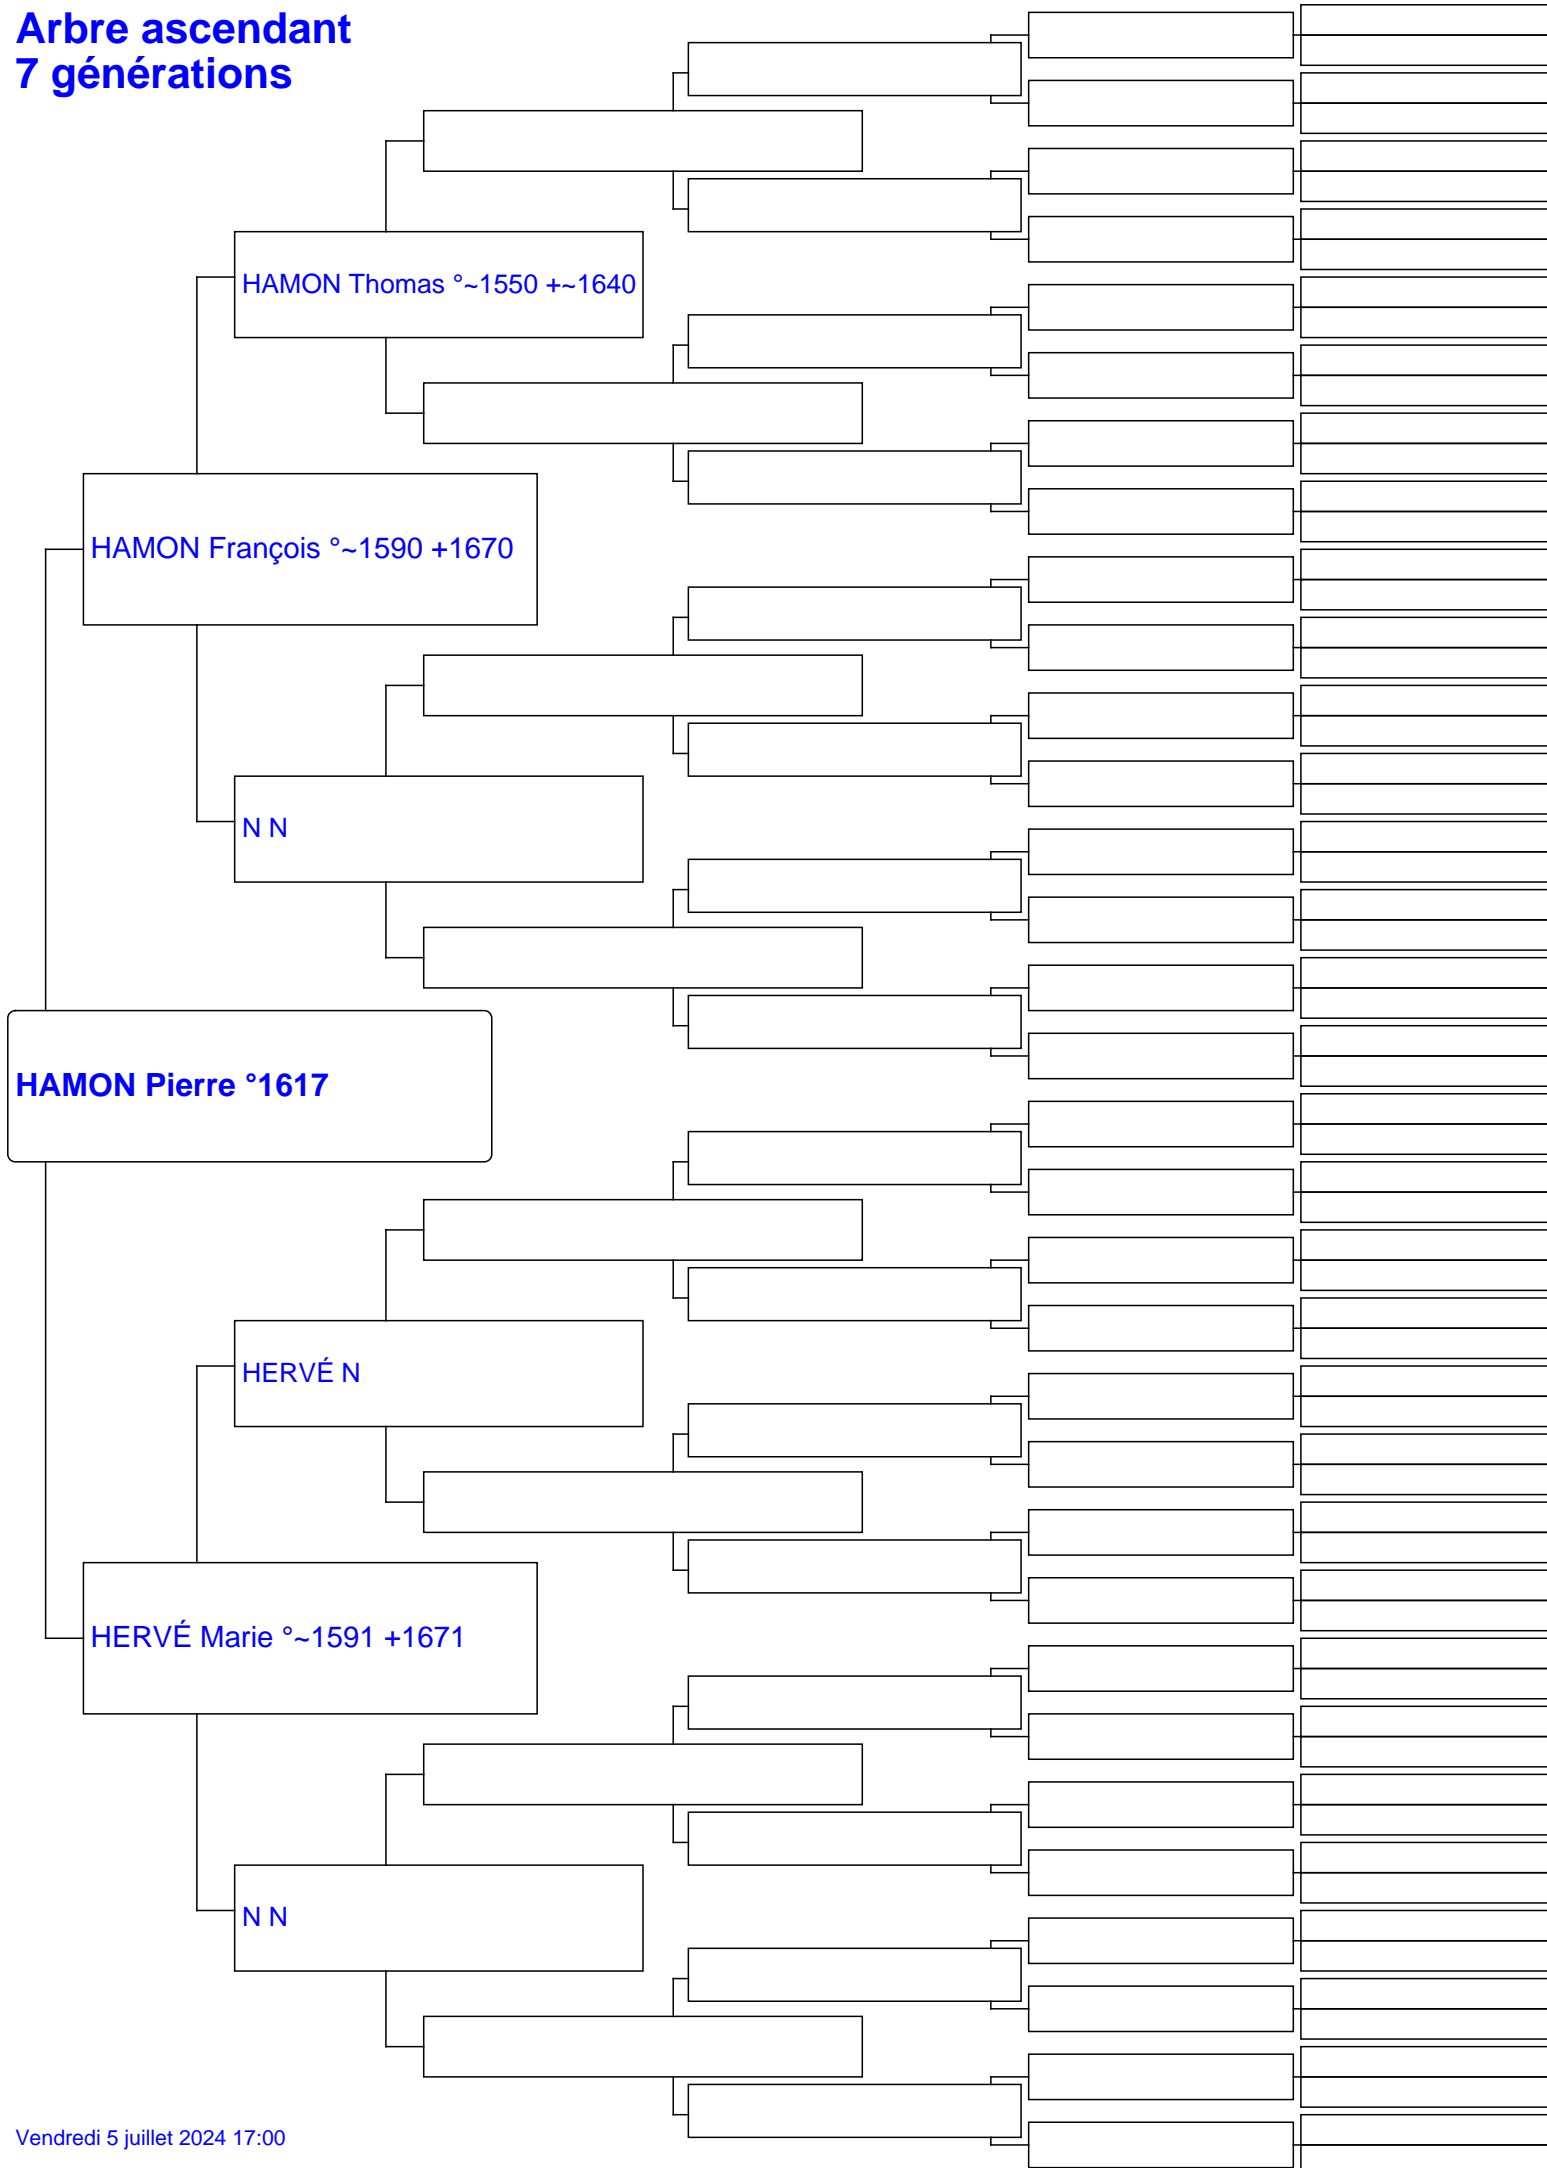 Arbre ascendant
7 générations
HAMON Thomas °~1550 +~1640
HAMON François °~1590 +1670
N N
HAMON Pierre °1617
HERVÉ N
HERVÉ Marie °~1591 +1671
N N
Vendredi 5 juillet 2024 17:00